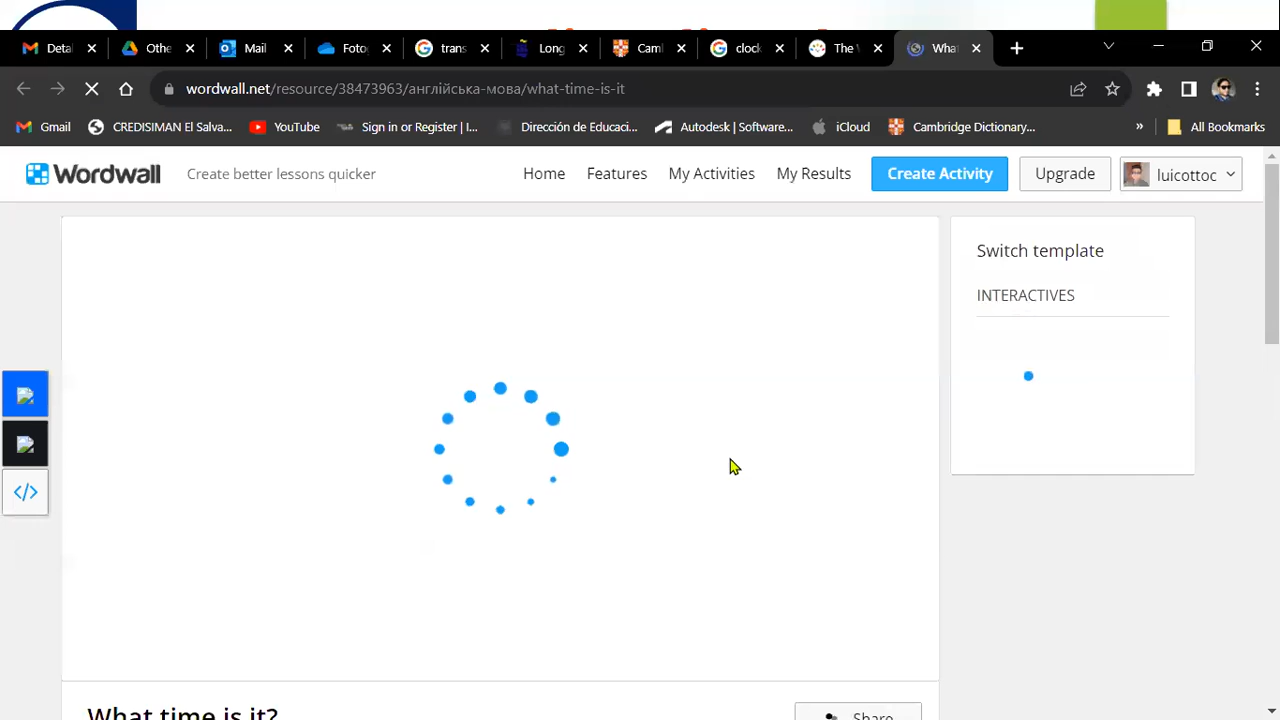 Detal
Othe
Mail
Foto
trans
Long
Caml
clock
The V
Wha
wordwall.net/resource/38473963/англійська-мова/what-time-is-it
Gmail
CREDISIMAN El Salva...
YouTube
Sign in or Register | I...
Dirección de Educaci...
Autodesk | Software...
iCloud
Cambridge Dictionary...
»
All Bookmarks
Wordwall
Create better lessons quicker
Home
Features
My Activities
My Results
Create Activity
Upgrade
luicottoc
Switch template
INTERACTIVES
</>
What time is it?
Share